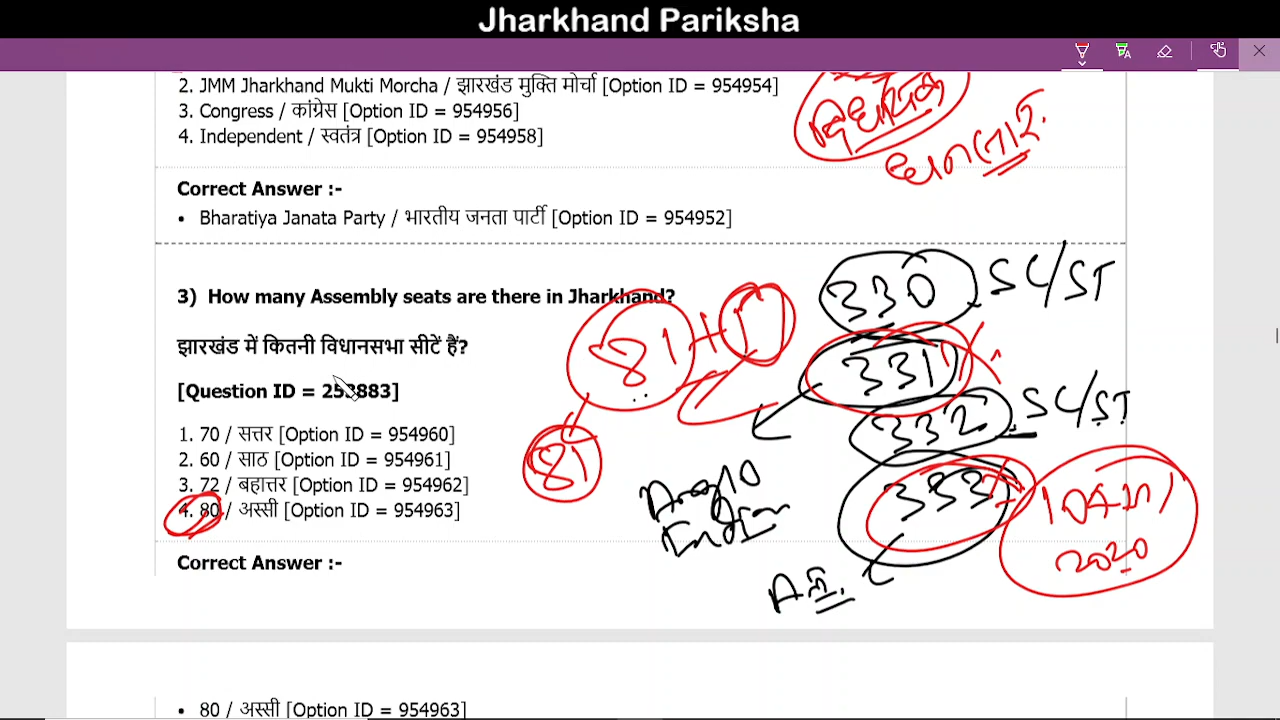 Jharkhand Pariksha
2. JMM Jharkhand Mukti Morcha / झारखंड मुक्ति मोर्चा [Option ID = 954954]
3. Congress / कांग्रेस [Option ID = 954956]
4. Independent / स्वतंत्र [Option ID = 954958]
Correct Answer :-
• Bharatiya Janata Party / भारतीय जनता पार्टी [Option ID = 954952]
3) How many Assembly seats are there in Jharkhand?
झारखंड में कितनी विधानसभा सीटें हैं?
[Question ID = 253883]
1. 70 / सत्तर [Option ID = 954960]
2. 60 / साठ [Option ID = 954961]
3. 72 / बहात्तर [Option ID = 954962]
4. 80 / अस्सी [Option ID = 954963]
Correct Answer :-
• 80 / अस्सी [Option ID = 954963]
81+1
81
330 SC/ST
331
332 SC/ST
333
104
2020